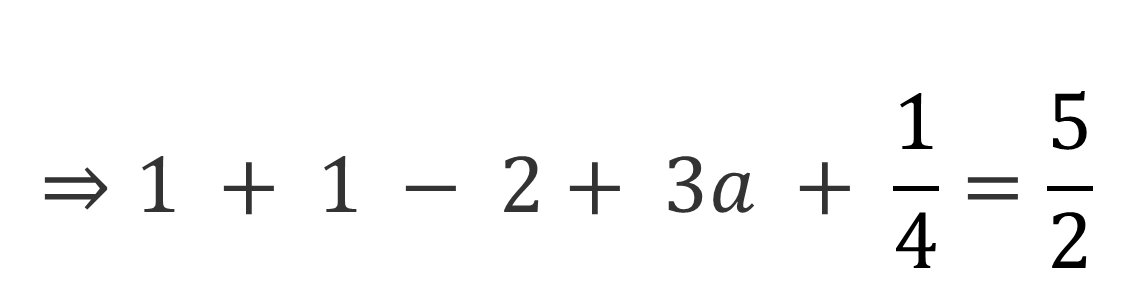 ⇒ 1 + 1 − 2 + 3a + 1/4 = 5/2